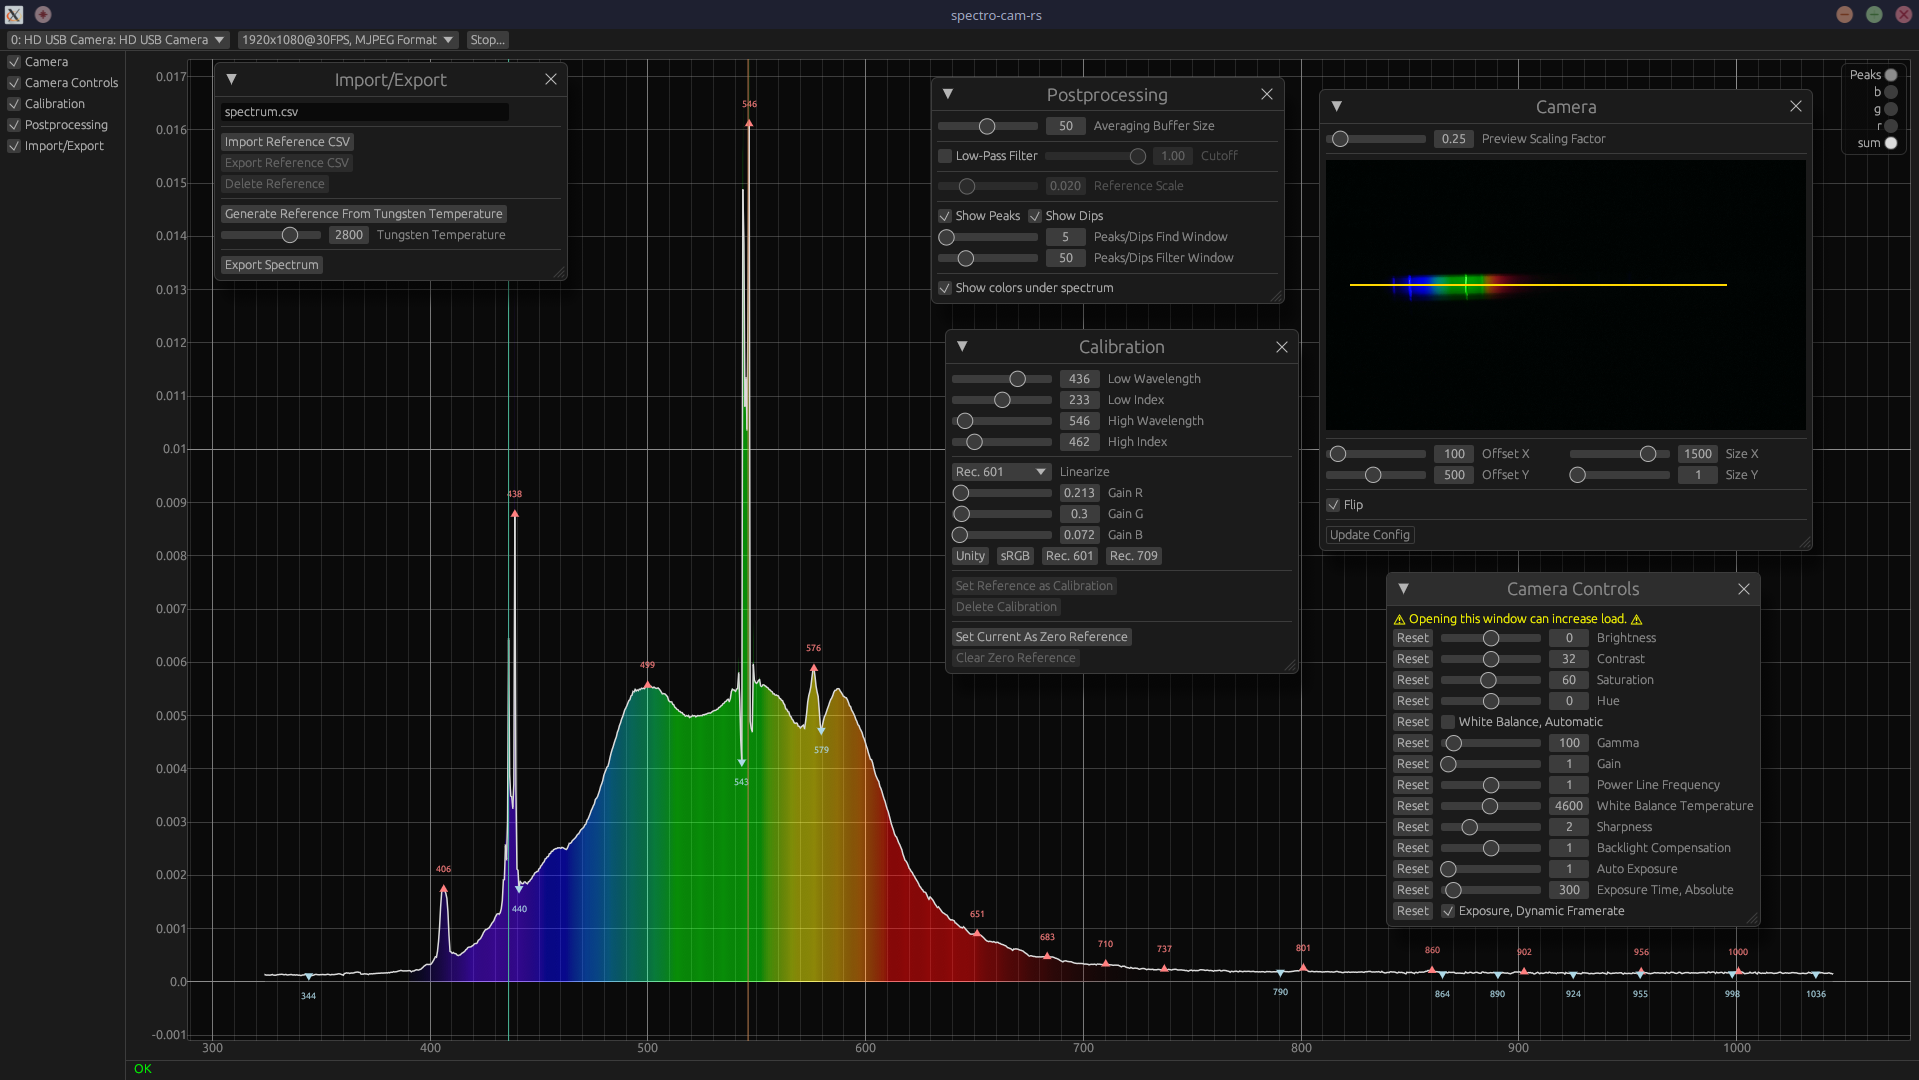 spectro-cam-rs
0: HD USB Camera: HD USB Camera
1920x1080@30FPS, MJPEG Format
Stop...
Camera
Camera Controls
Calibration
Postprocessing
Import/Export
Import/Export
spectrum.csv
Import Reference CSV
Export Reference CSV
Delete Reference
Generate Reference From Tungsten Temperature
2800 Tungsten Temperature
Export Spectrum
Postprocessing
50 Averaging Buffer Size
Low-Pass Filter 1.00 Cutoff
0.020 Reference Scale
Show Peaks Show Dips
5 Peaks/Dips Find Window
50 Peaks/Dips Filter Window
Show colors under spectrum
Calibration
436 Low Wavelength
233 Low Index
546 High Wavelength
462 High Index
Rec. 601 Linearize
0.213 Gain R
0.3 Gain G
0.072 Gain B
Unity sRGB Rec. 601 Rec. 709
Set Reference as Calibration
Delete Calibration
Set Current As Zero Reference
Clear Zero Reference
Camera
0.25 Preview Scaling Factor
100 Offset X 1500 Size X
500 Offset Y 1 Size Y
Flip
Update Config
Camera Controls
⚠ Opening this window can increase load. ⚠
Reset 0 Brightness
Reset 32 Contrast
Reset 60 Saturation
Reset 0 Hue
Reset White Balance, Automatic
Reset 100 Gamma
Reset 1 Gain
Reset 1 Power Line Frequency
Reset 4600 White Balance Temperature
Reset 2 Sharpness
Reset 1 Backlight Compensation
Reset 1 Auto Exposure
Reset 300 Exposure Time, Absolute
Reset Exposure, Dynamic Framerate
Peaks
b
g
r
sum
0.017
0.016
0.015
0.014
0.013
0.012
0.011
0.01
0.009
0.008
0.007
0.006
0.005
0.004
0.003
0.002
0.001
0.0
-0.001
546
438
499
576
579
543
406
440
651
683
710
737
801
860
902
956
1000
344
790
864
890
924
955
998
1036
300 400 500 600 700 800 900 1000
OK